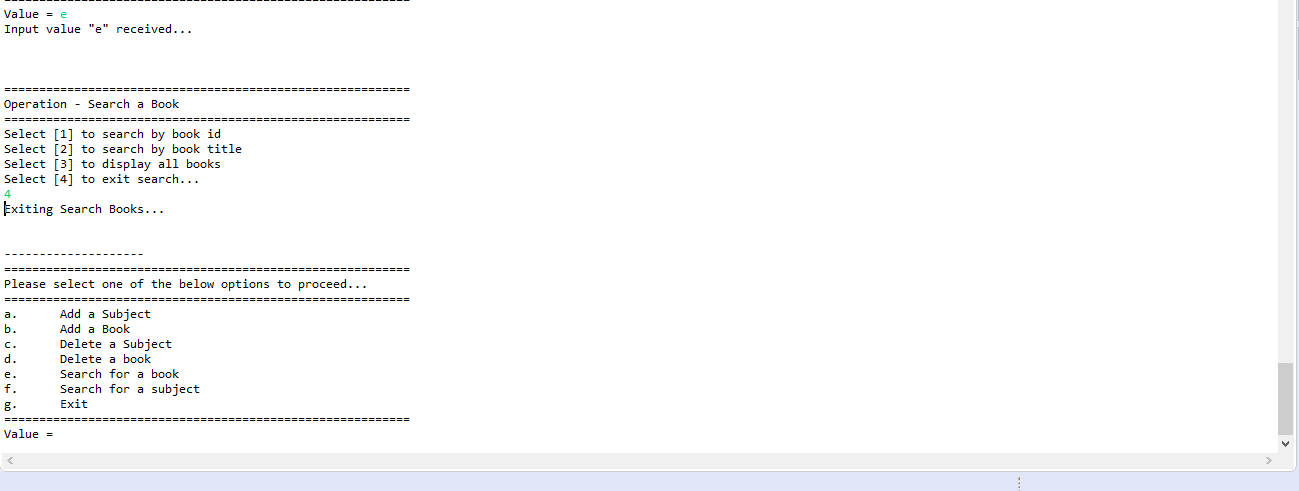 ==========================================================
Value = e
Input value "e" received...
==========================================================
Operation - Search a Book
==========================================================
Select [1] to search by book id
Select [2] to search by book title
Select [3] to display all books
Select [4] to exit search...
4
Exiting Search Books...
--------------------
==========================================================
Please select one of the below options to proceed...
==========================================================
a.      Add a Subject
b.      Add a Book
c.      Delete a Subject
d.      Delete a book
e.      Search for a book
f.      Search for a subject
g.      Exit
==========================================================
Value =